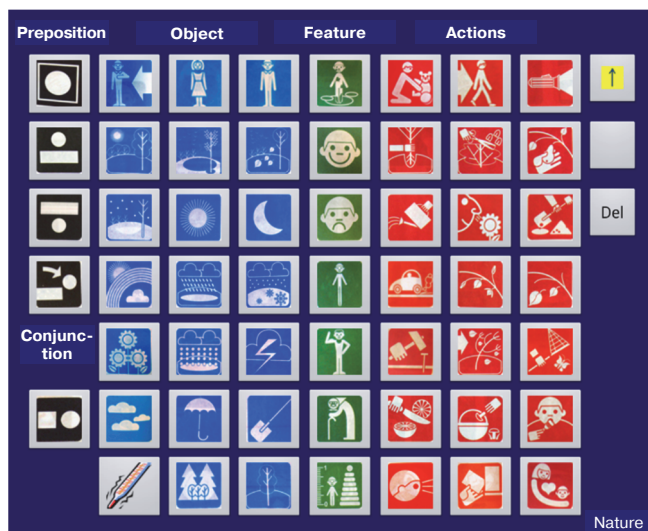 Preposition
Object
Feature
Actions
↑
Del
Conjunc-
tion
Nature